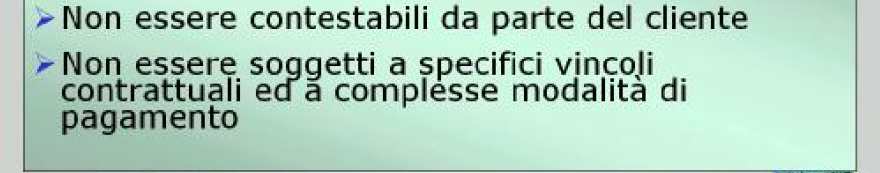 Non essere contestabili da parte del cliente
Non essere soggetti a specifici vincoli
contrattuali ed a complesse modalità di
pagamento